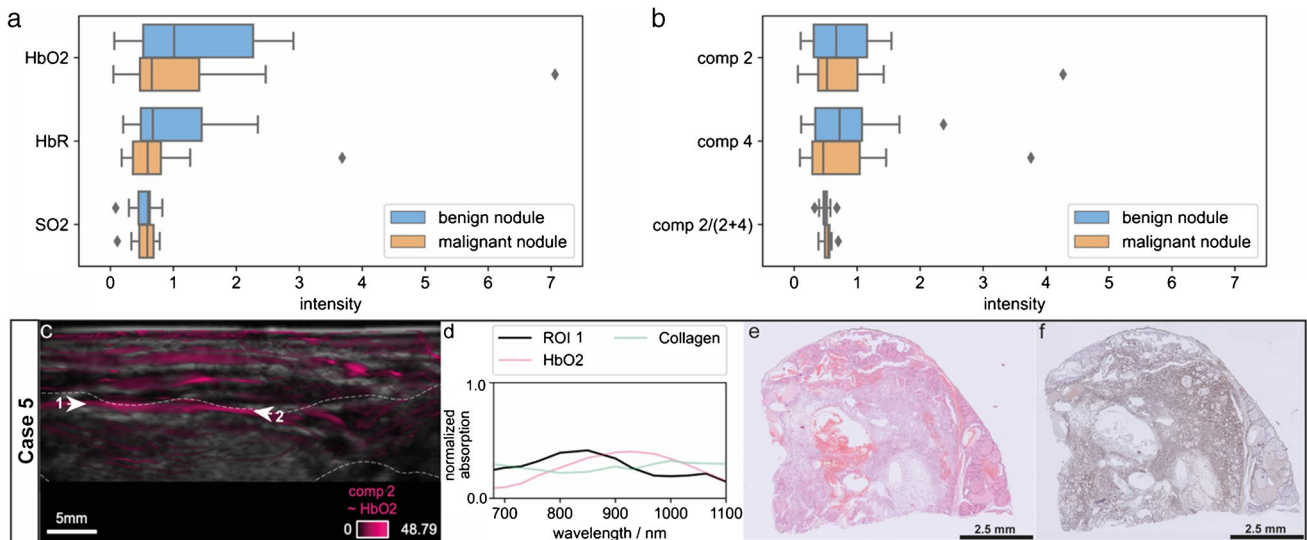 a
HbO2
HbR
SO2
benign nodule
malignant nodule
0 1 2 3 4 5 6 7
intensity
b
comp 2
comp 4
comp 2/(2+4)
benign nodule
malignant nodule
0 1 2 3 4 5 6 7
intensity
Case 5
c
1
2
comp 2
~ HbO2
0 48.79
5mm
d
ROI 1 Collagen
HbO2
normalized
absorption
1.0
0.0
700 800 900 1000 1100
wavelength / nm
e
2.5 mm
f
2.5 mm